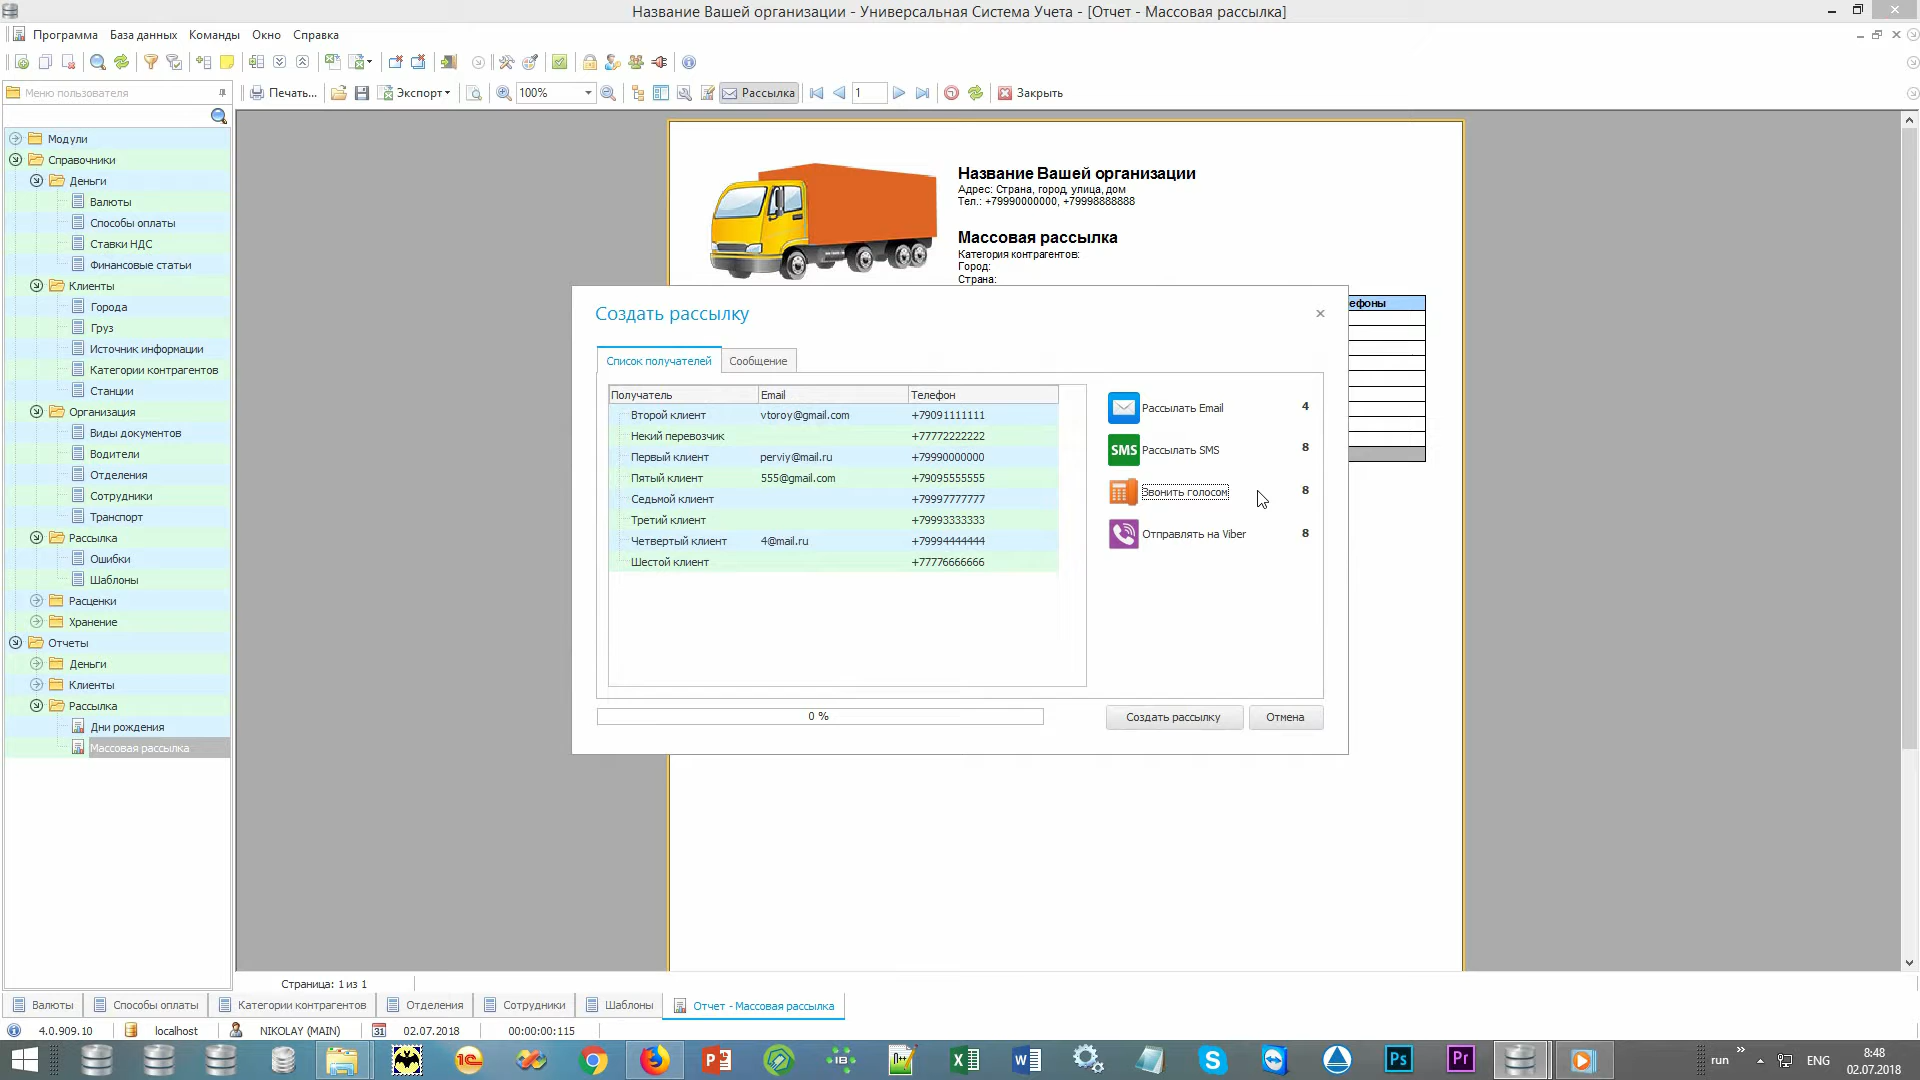 Название Вашей организации - Универсальная Система Учета - [Отчет - Массовая рассылка]
Программа База данных Команды Окно Справка
Меню пользователя
Печать... Экспорт 100% Рассылка 1 Закрыть
Модули
Справочники
Деньги
Валюты
Способы оплаты
Ставки НДС
Финансовые статьи
Клиенты
Города
Груз
Источник информации
Категории контрагентов
Станции
Организация
Виды документов
Водители
Отделения
Сотрудники
Транспорт
Рассылка
Ошибки
Шаблоны
Расценки
Хранение
Отчеты
Деньги
Клиенты
Рассылка
Дни рождения
Массовая рассылка
Название Вашей организации
Адрес: Страна, город, улица, дом
Тел.: +79990000000, +79998888888
Массовая рассылка
Категория контрагентов:
Город:
Страна:
ефоны
Создать рассылку
Список получателей Сообщение
Получатель Email Телефон
Второй клиент vtoroy@gmail.com +79091111111
Некий перевозчик +77772222222
Первый клиент perviy@mail.ru +79990000000
Пятый клиент 555@gmail.com +79095555555
Седьмой клиент +79997777777
Третий клиент +79993333333
Четвертый клиент 4@mail.ru +79994444444
Шестой клиент +77776666666
Рассылать Email 4
SMS Рассылать SMS 8
Звонить голосом 8
Отправлять на Viber 8
0 %
Создать рассылку Отмена
Страница: 1 из 1
Валюты Способы оплаты Категории контрагентов Отделения Сотрудники Шаблоны Отчет - Массовая рассылка
4.0.909.10 localhost NIKOLAY (MAIN) 31 02.07.2018 00:00:00:115
run ENG 8:48
02.07.2018